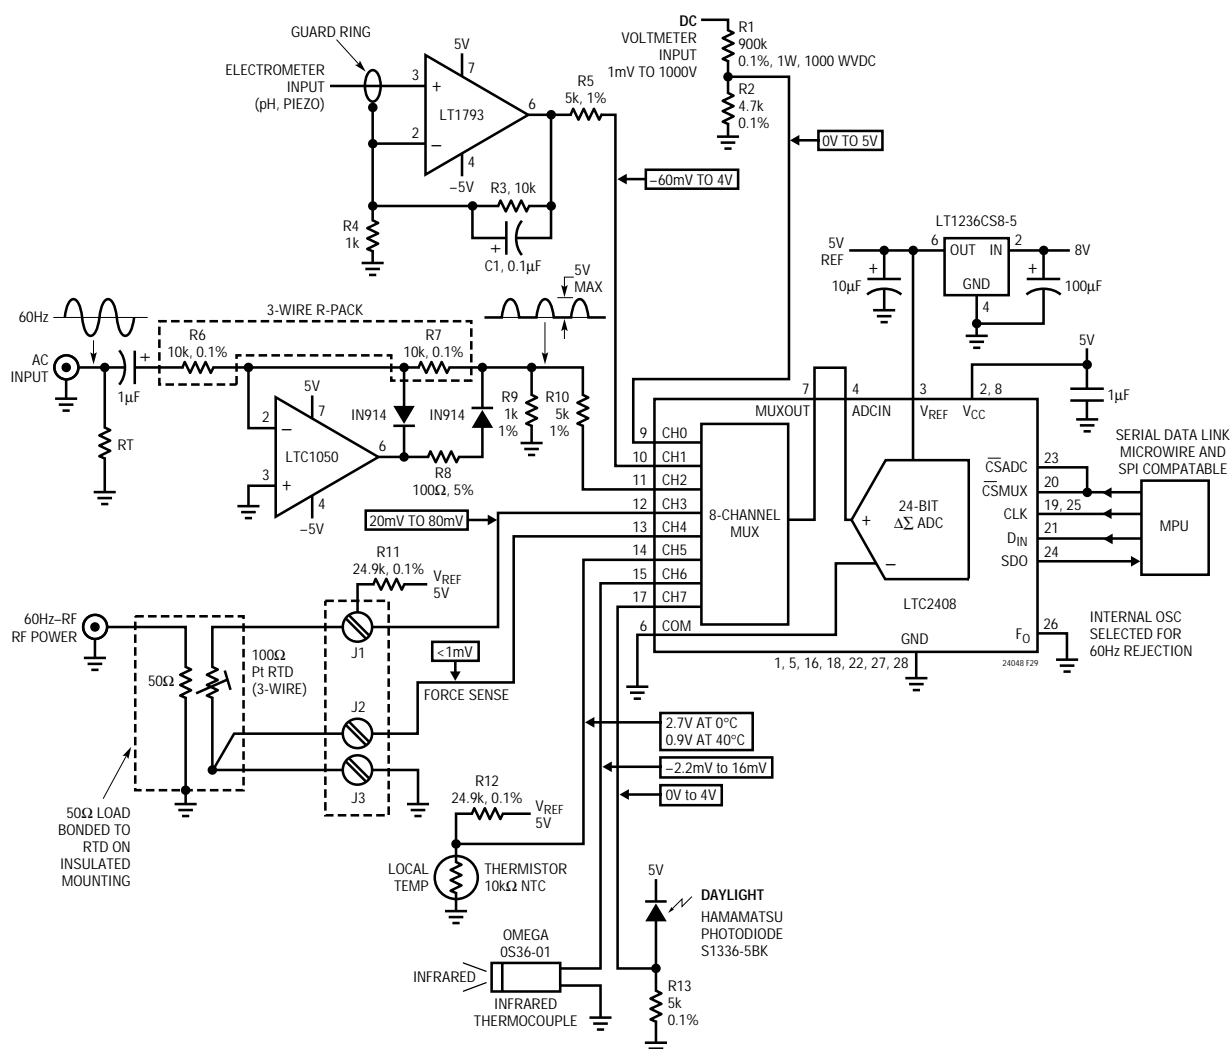 GUARD RING
ELECTROMETER
INPUT
(pH, PIEZO)
3
+
2
–
5V
7
LT1793
6
4
–5V
R5
5k, 1%
R3, 10k
+
C1, 0.1µF
R4
1k
DC
VOLTMETER
INPUT
1mV TO 1000V
R1
900k
0.1%, 1W, 1000 WVDC
R2
4.7k
0.1%
0V TO 5V
–60mV TO 4V
LT1236CS8-5
5V
REF
6
OUT
IN
2
8V
GND
4
+
10µF
+
100µF
5V
1µF
60Hz
AC
INPUT
1µF
+
RT
3-WIRE R-PACK
R6
10k, 0.1%
R7
10k, 0.1%
5V
MAX
5V
7
2
–
LTC1050
6
3
+
4
–5V
IN914
IN914
R8
100Ω, 5%
R9
1k
1%
R10
5k
1%
20mV TO 80mV
7
MUXOUT
4
ADCIN
3
VREF
2, 8
VCC
9
CH0
10
CH1
11
CH2
12
CH3
13
CH4
14
CH5
15
CH6
17
CH7
6
COM
8-CHANNEL
MUX
+
24-BIT
ΔΣ ADC
–
LTC2408
GND
1, 5, 16, 18, 22, 27, 28
23
CSADC
20
CSMUX
19, 25
CLK
21
DIN
24
SDO
26
FO
24048 F29
SERIAL DATA LINK
MICROWIRE AND
SPI COMPATABLE
MPU
INTERNAL OSC
SELECTED FOR
60Hz REJECTION
R11
24.9k, 0.1%
VREF
5V
60Hz–RF
RF POWER
50Ω
100Ω
Pt RTD
(3-WIRE)
J1
J2
J3
<1mV
FORCE SENSE
50Ω LOAD
BONDED TO
RTD ON
INSULATED
MOUNTING
2.7V AT 0°C
0.9V AT 40°C
–2.2mV to 16mV
0V to 4V
R12
24.9k, 0.1%
VREF
5V
LOCAL
TEMP
THERMISTOR
10kΩ NTC
5V
DAYLIGHT
HAMAMATSU
PHOTODIODE
S1336-5BK
R13
5k
0.1%
OMEGA
0S36-01
INFRARED
INFRARED
THERMOCOUPLE